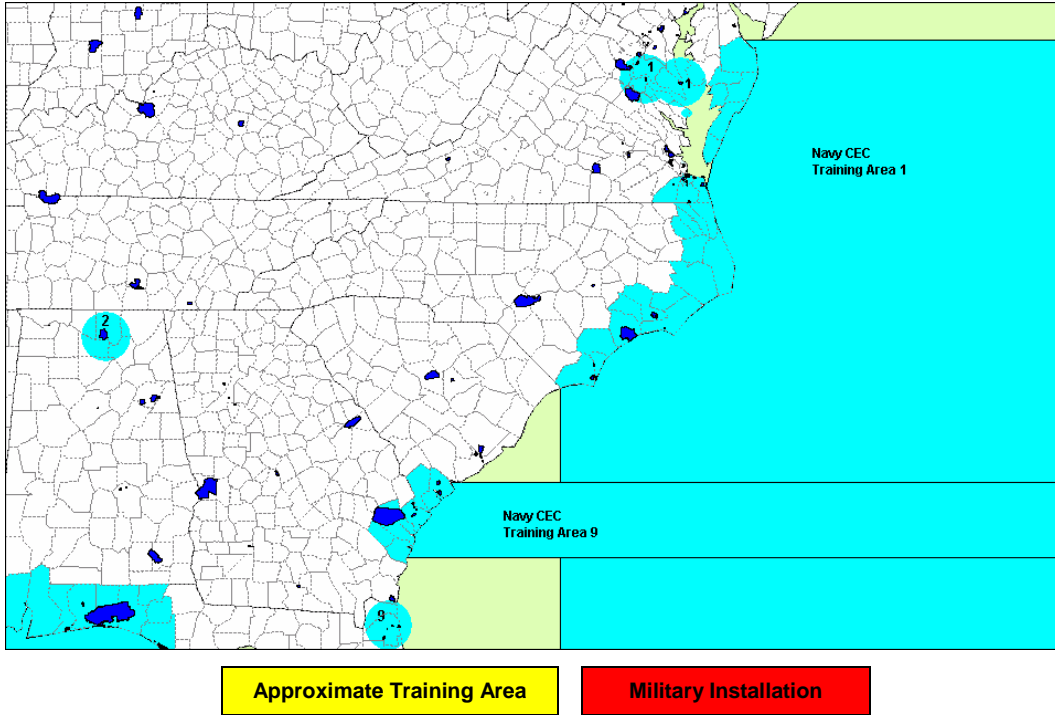 1
1
Navy CEC
Training Area 1
2
Navy CEC
Training Area 9
9
Approximate Training Area
Military Installation